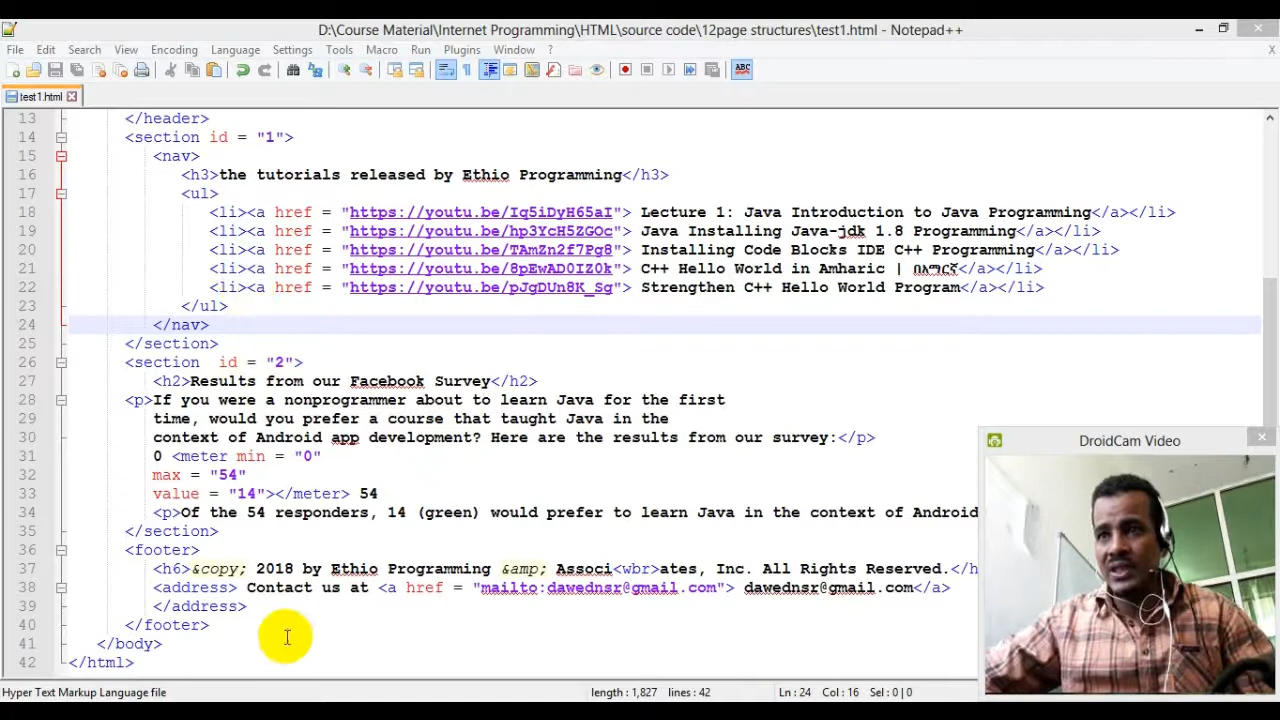 D:\Course Material\Internet Programming\HTML\source code\12page structures\test1.html - Notepad++
File Edit Search View Encoding Language Settings Tools Macro Run Plugins Window ? X
ABC
test1.html
13 </header>
14 <section id = "1">
15 <nav>
16 <h3>the tutorials released by Ethio Programming</h3>
17 <ul>
18 <li><a href = "https://youtu.be/Iq5iDyH65aI"> Lecture 1: Java Introduction to Java Programming</a></li>
19 <li><a href = "https://youtu.be/hp3YcH5ZGOc"> Java Installing Java-jdk 1.8 Programming</a></li>
20 <li><a href = "https://youtu.be/TAmZn2f7Pg8"> Installing Code Blocks IDE C++ Programming</a></li>
21 <li><a href = "https://youtu.be/8pEwAD0IZ0k"> C++ Hello World in Amharic | በአማርኛ</a></li>
22 <li><a href = "https://youtu.be/pJgDUn8K_Sg"> Strengthen C++ Hello World Program</a></li>
23 </ul>
24 </nav>
25 </section>
26 <section  id = "2">
27 <h2>Results from our Facebook Survey</h2>
28 <p>If you were a nonprogrammer about to learn Java for the first
29 time, would you prefer a course that taught Java in the
30 context of Android app development? Here are the results from our survey:</p>
31 0 <meter min = "0"
32 max = "54"
33 value = "14"></meter> 54
34 <p>Of the 54 responders, 14 (green) would prefer to learn Java in the context of Android
35 </section>
36 <footer>
37 <h6>&copy; 2018 by Ethio Programming &amp; Associ<wbr>ates, Inc. All Rights Reserved.</h
38 <address> Contact us at <a href = "mailto:dawednsr@gmail.com"> dawednsr@gmail.com</a>
39 </address>
40 </footer>
41 </body>
42 </html>
DroidCam Video
Hyper Text Markup Language file length : 1,827 lines : 42 Ln : 24 Col : 16 Sel : 0 | 0